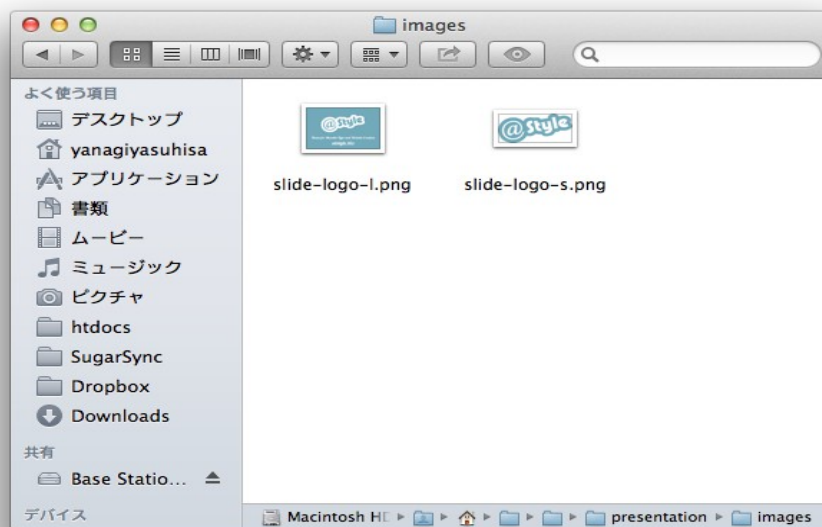 images
よく使う項目
デスクトップ
yanagiyasuhisa
アプリケーション
書類
ムービー
ミュージック
ピクチャ
htdocs
SugarSync
Dropbox
Downloads
共有
Base Statio...
デバイス
@Style
slide-logo-l.png
@Style
slide-logo-s.png
Macintosh HD
presentation
images